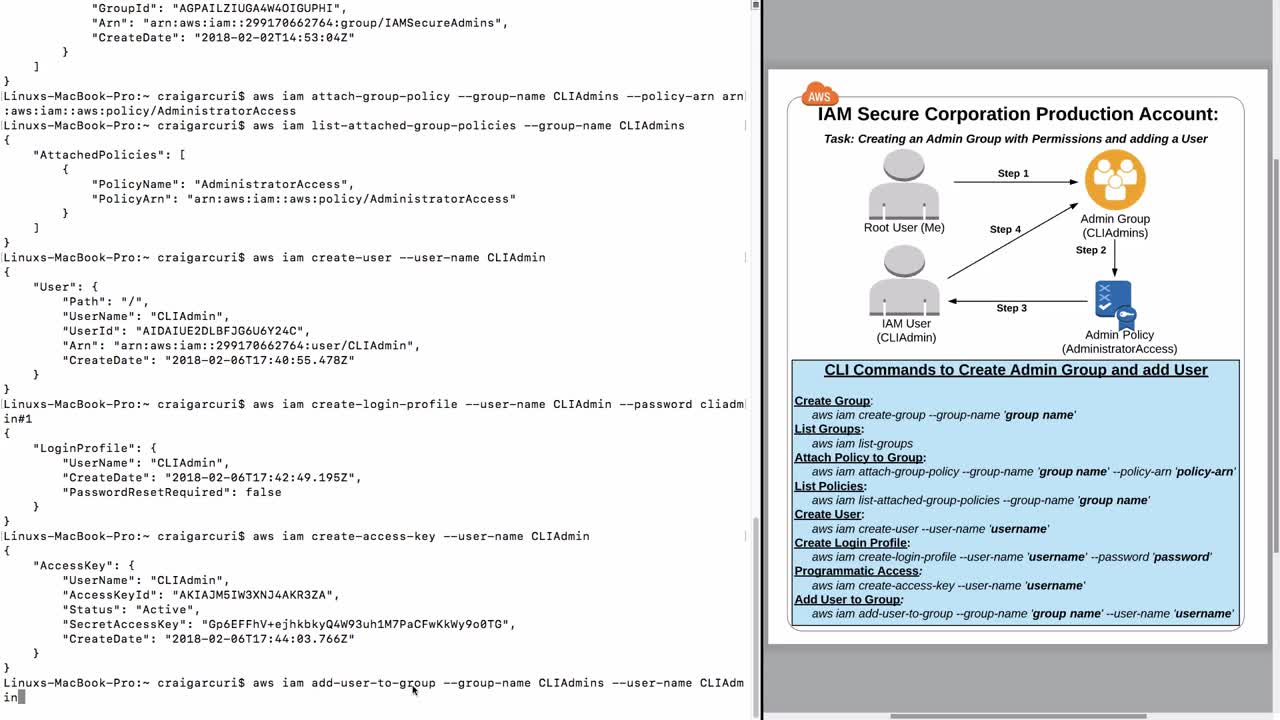 "GroupId": "AGPAILZIUGA4W4OIGUPHI",
"Arn": "arn:aws:iam::299170662764:group/IAMSecureAdmins",
"CreateDate": "2018-02-02T14:53:04Z"
}
]
}
Linuxs-MacBook-Pro:~ craigarcuri$ aws iam attach-group-policy --group-name CLIAdmins --policy-arn arn
:aws:iam::aws:policy/AdministratorAccess
Linuxs-MacBook-Pro:~ craigarcuri$ aws iam list-attached-group-policies --group-name CLIAdmins
{
"AttachedPolicies": [
{
"PolicyName": "AdministratorAccess",
"PolicyArn": "arn:aws:iam::aws:policy/AdministratorAccess"
}
]
}
Linuxs-MacBook-Pro:~ craigarcuri$ aws iam create-user --user-name CLIAdmin
{
"User": {
"Path": "/",
"UserName": "CLIAdmin",
"UserId": "AIDAIUE2DLBFJG6U6Y24C",
"Arn": "arn:aws:iam::299170662764:user/CLIAdmin",
"CreateDate": "2018-02-06T17:40:55.478Z"
}
}
Linuxs-MacBook-Pro:~ craigarcuri$ aws iam create-login-profile --user-name CLIAdmin --password cliadm
in#1
{
"LoginProfile": {
"UserName": "CLIAdmin",
"CreateDate": "2018-02-06T17:42:49.195Z",
"PasswordResetRequired": false
}
}
Linuxs-MacBook-Pro:~ craigarcuri$ aws iam create-access-key --user-name CLIAdmin
{
"AccessKey": {
"UserName": "CLIAdmin",
"AccessKeyId": "AKIAJM5IW3XNJ4AKR3ZA",
"Status": "Active",
"SecretAccessKey": "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",
"CreateDate": "2018-02-06T17:44:03.766Z"
}
}
Linuxs-MacBook-Pro:~ craigarcuri$ aws iam add-user-to-group --group-name CLIAdmins --user-name CLIAdm
in
AWS
IAM Secure Corporation Production Account:
Task: Creating an Admin Group with Permissions and adding a User
Step 1
Root User (Me)
Admin Group
(CLIAdmins)
Step 4
Step 2
Step 3
IAM User
(CLIAdmin)
Admin Policy
(AdministratorAccess)
CLI Commands to Create Admin Group and add User
Create Group:
aws iam create-group --group-name 'group name'
List Groups:
aws iam list-groups
Attach Policy to Group:
aws iam attach-group-policy --group-name 'group name' --policy-arn 'policy-arn'
List Policies:
aws iam list-attached-group-policies --group-name 'group name'
Create User:
aws iam create-user --user-name 'username'
Create Login Profile:
aws iam create-login-profile --user-name 'username' --password 'password'
Programmatic Access:
aws iam create-access-key --user-name 'username'
Add User to Group:
aws iam add-user-to-group --group-name 'group name' --user-name 'username'